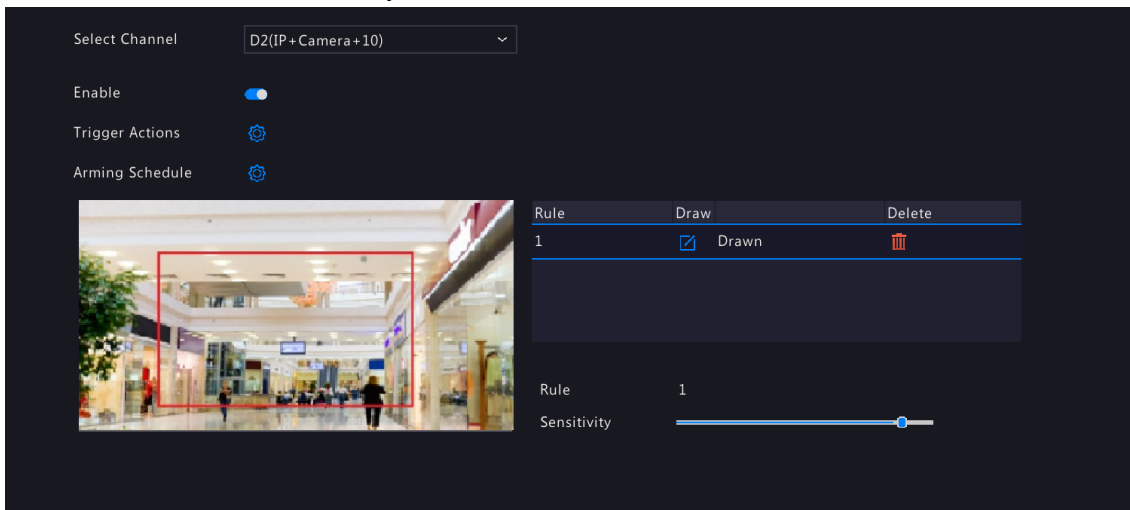 Select Channel D2(IP+Camera+10)
Enable
Trigger Actions
Arming Schedule
Rule Draw Delete
1 Drawn
Rule 1
Sensitivity